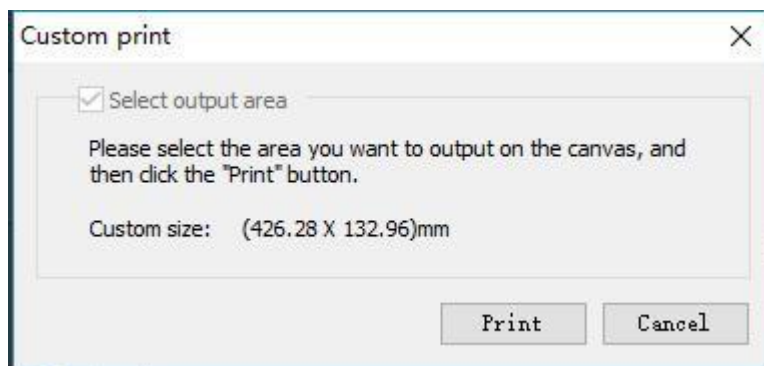 Custom print
Select output area
Please select the area you want to output on the canvas, and
then click the "Print" button.
Custom size: (426.28 X 132.96)mm
Print Cancel